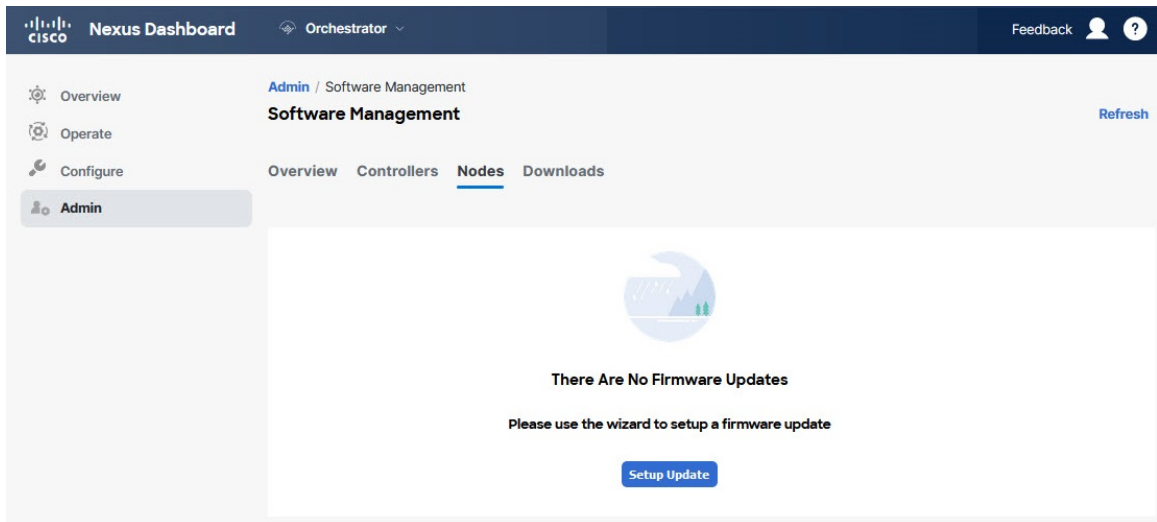 CISCO Nexus Dashboard Orchestrator Feedback ?
Overview
Operate
Configure
Admin
Admin / Software Management
Software Management
Refresh
Overview Controllers Nodes Downloads
There Are No FIrmware Updates
Please use the wizard to setup a firmware update
Setup Update